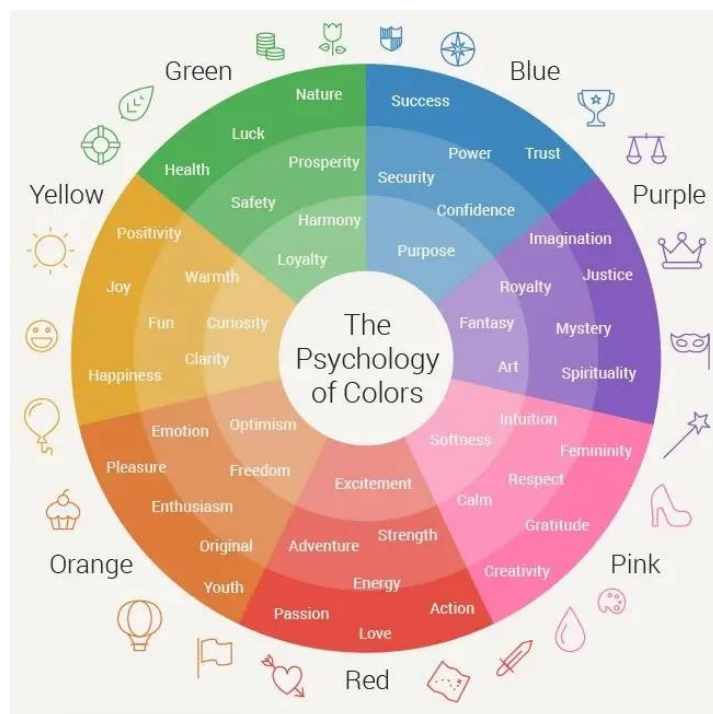 The
Psychology
of Colors
Green
Nature
Luck
Health
Prosperity
Safety
Harmony
Loyalty
Blue
Success
Power
Trust
Security
Confidence
Purpose
Purple
Imagination
Justice
Royalty
Fantasy
Mystery
Art
Spirituality
Pink
Intuition
Softness
Femininity
Respect
Calm
Gratitude
Creativity
Red
Excitement
Strength
Adventure
Energy
Action
Passion
Love
Orange
Optimism
Emotion
Pleasure
Freedom
Enthusiasm
Original
Youth
Yellow
Positivity
Warmth
Joy
Fun
Curiosity
Clarity
Happiness